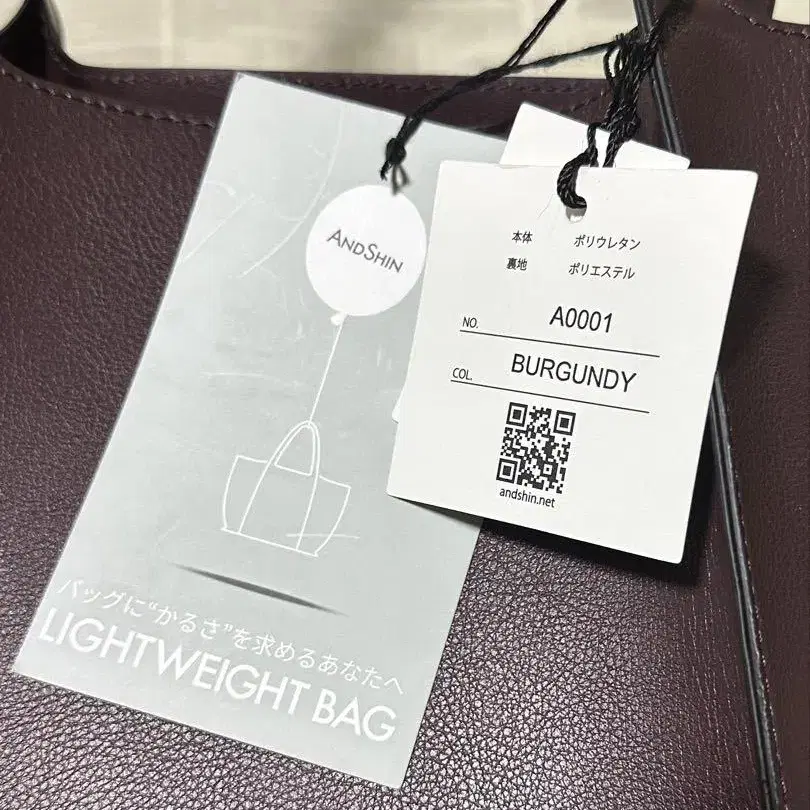 ANDSHIN
バッグに“かるさ”を求めるあなたへ
LIGHTWEIGHT BAG
本体 ポリウレタン
裏地 ポリエステル
NO. A0001
COL. BURGUNDY
andshin.net